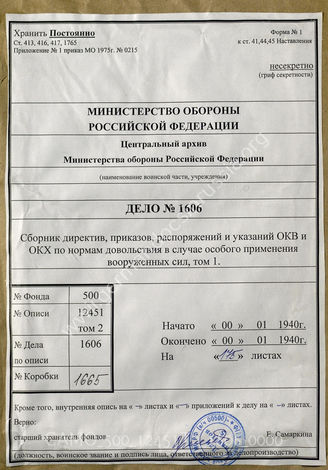 Хранить Постоянно
Форма № 1
Ст. 413, 416, 417, 1765
к ст. 41,44,45 Наставления
Приложение № 1 приказ МО 1975г. № 0215
несекретно
(граф секретности)
МИНИСТЕРСТВО ОБОРОНЫ
РОССИЙСКОЙ ФЕДЕРАЦИИ
Центральный архив
Министерства обороны Российской Федерации
(наименование воинской части, учреждения)
ДЕЛО № 1606
Сборник директив, приказов, распоряжений и указаний ОКВ и
ОКХ по нормам довольствия в случае особого применения
вооруженных сил, том 1.
№ Фонда 500
№ Описи 12451
том 2
№ Дела 1606
по описи
№ Коробки 1665
Начато « 00 » 01 1940г.
Окончено « 00 » 01 1940г.
На « 175 » листах
Кроме того, внутренняя опись на « – » листах и « – » приложений к делу на « – » листах.
Верно:
старший хранитель фондов
Е. Самаркина
(должность, воинское звание и подпись лица, ответственного за делопроизводство)